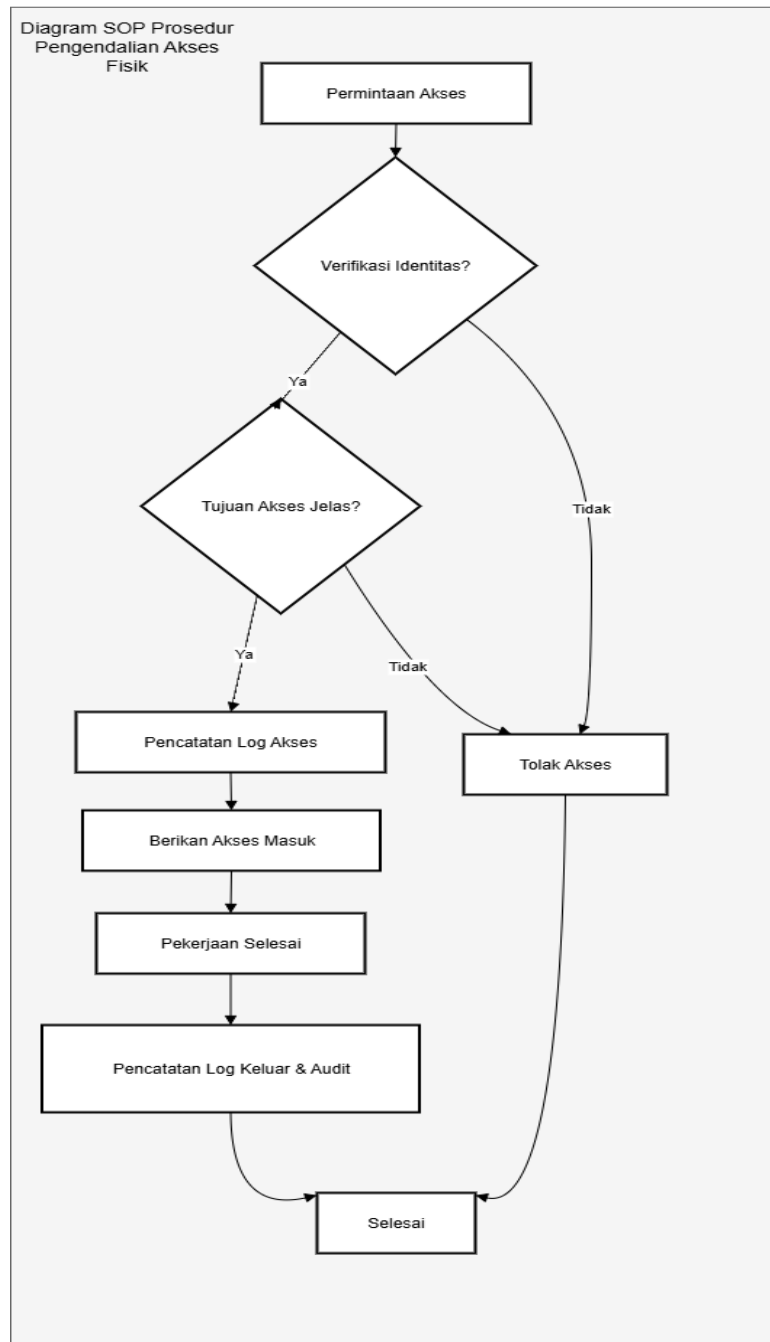 Diagram SOP Prosedur
Pengendalian Akses
Fisik
Permintaan Akses
Verifikasi Identitas?
Ya
Tujuan Akses Jelas?
Tidak
Ya
Tidak
Pencatatan Log Akses
Tolak Akses
Berikan Akses Masuk
Pekerjaan Selesai
Pencatatan Log Keluar & Audit
Selesai